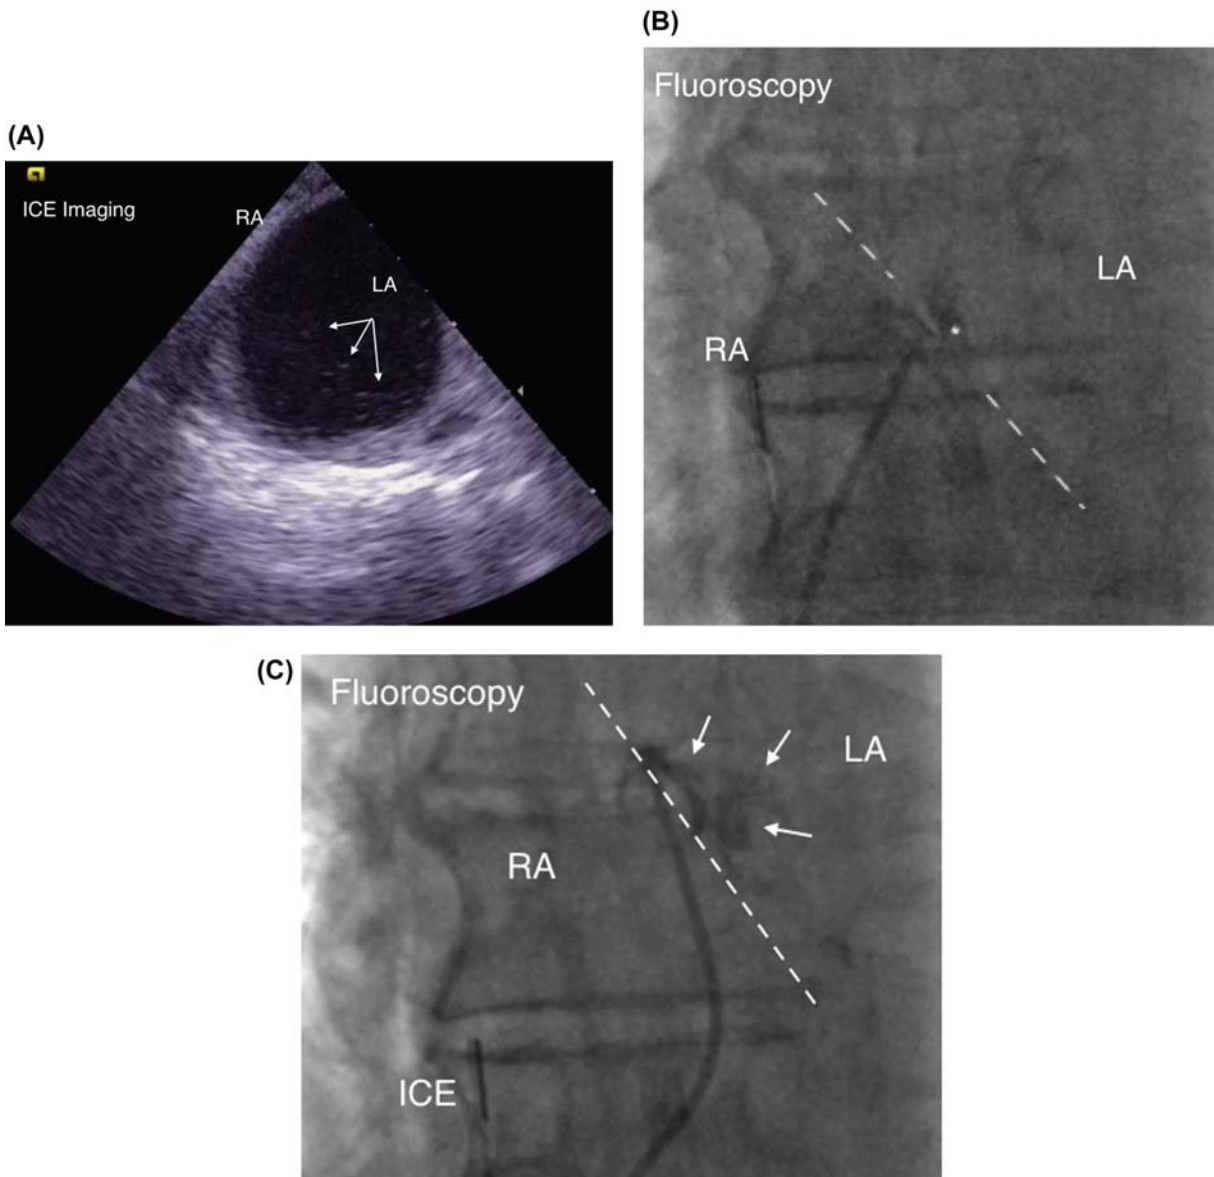 (A)
ICE Imaging
RA
LA
(B)
Fluoroscopy
LA
RA
*
(C)
Fluoroscopy
LA
RA
ICE